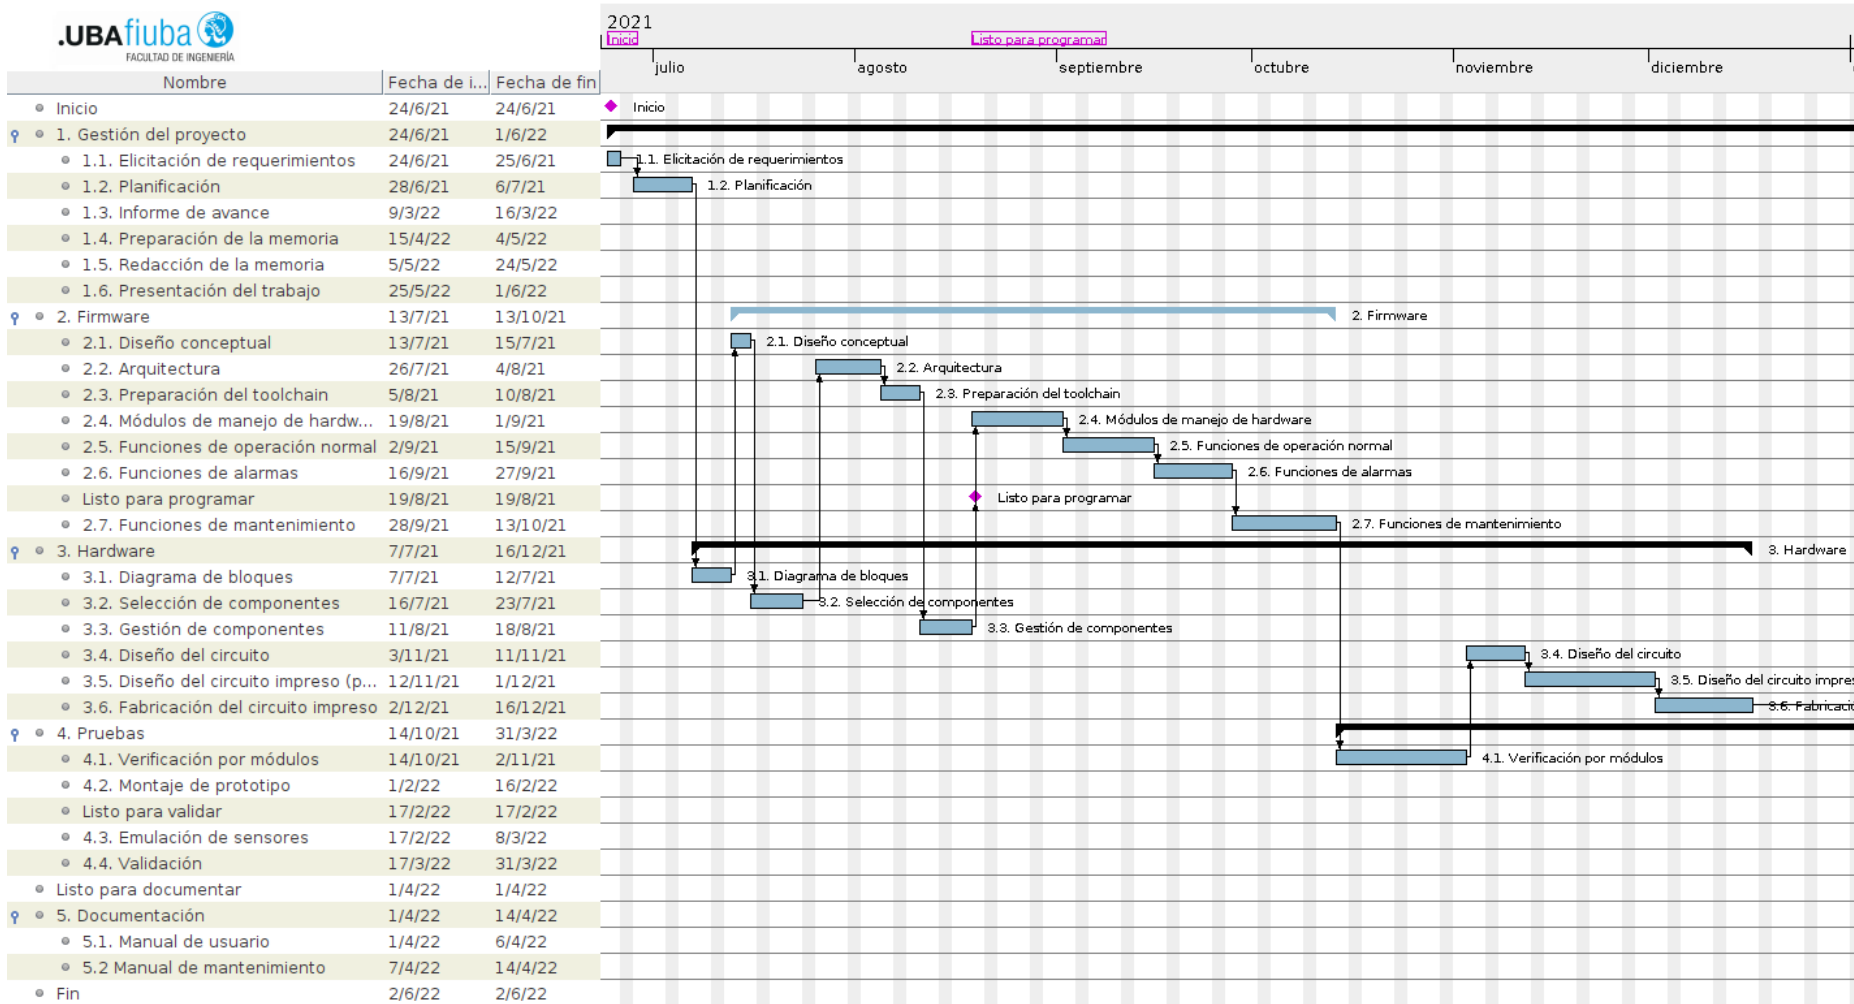 .UBAfiuba
FACULTAD DE INGENIERÍA
2021
Inicio Listo para programar
julio agosto septiembre octubre noviembre diciembre
Nombre Fecha de i... Fecha de fin
Inicio 24/6/21 24/6/21 Inicio
1. Gestión del proyecto 24/6/21 1/6/22
1.1. Elicitación de requerimientos 24/6/21 25/6/21 1.1. Elicitación de requerimientos
1.2. Planificación 28/6/21 6/7/21 1.2. Planificación
1.3. Informe de avance 9/3/22 16/3/22
1.4. Preparación de la memoria 15/4/22 4/5/22
1.5. Redacción de la memoria 5/5/22 24/5/22
1.6. Presentación del trabajo 25/5/22 1/6/22
2. Firmware 13/7/21 13/10/21 2. Firmware
2.1. Diseño conceptual 13/7/21 15/7/21 2.1. Diseño conceptual
2.2. Arquitectura 26/7/21 4/8/21 2.2. Arquitectura
2.3. Preparación del toolchain 5/8/21 10/8/21 2.3. Preparación del toolchain
2.4. Módulos de manejo de hardw... 19/8/21 1/9/21 2.4. Módulos de manejo de hardware
2.5. Funciones de operación normal 2/9/21 15/9/21 2.5. Funciones de operación normal
2.6. Funciones de alarmas 16/9/21 27/9/21 2.6. Funciones de alarmas
Listo para programar 19/8/21 19/8/21 Listo para programar
2.7. Funciones de mantenimiento 28/9/21 13/10/21 2.7. Funciones de mantenimiento
3. Hardware 7/7/21 16/12/21 3. Hardware
3.1. Diagrama de bloques 7/7/21 12/7/21 3.1. Diagrama de bloques
3.2. Selección de componentes 16/7/21 23/7/21 3.2. Selección de componentes
3.3. Gestión de componentes 11/8/21 18/8/21 3.3. Gestión de componentes
3.4. Diseño del circuito 3/11/21 11/11/21 3.4. Diseño del circuito
3.5. Diseño del circuito impreso (p... 12/11/21 1/12/21 3.5. Diseño del circuito impres
3.6. Fabricación del circuito impreso 2/12/21 16/12/21 3.6. Fabricació
4. Pruebas 14/10/21 31/3/22
4.1. Verificación por módulos 14/10/21 2/11/21 4.1. Verificación por módulos
4.2. Montaje de prototipo 1/2/22 16/2/22
Listo para validar 17/2/22 17/2/22
4.3. Emulación de sensores 17/2/22 8/3/22
4.4. Validación 17/3/22 31/3/22
Listo para documentar 1/4/22 1/4/22
5. Documentación 1/4/22 14/4/22
5.1. Manual de usuario 1/4/22 6/4/22
5.2 Manual de mantenimiento 7/4/22 14/4/22
Fin 2/6/22 2/6/22